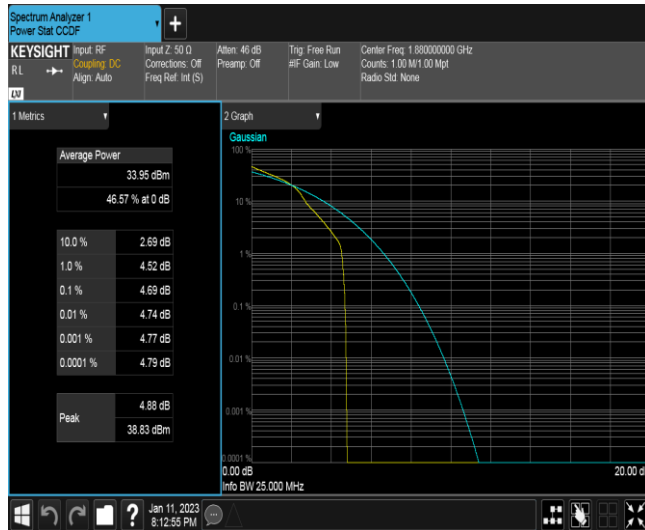 Spectrum Analyzer 1
Power Stat CCDF
KEYSIGHT
R L
LXI
Input: RF
Coupling: DC
Align: Auto
Input Z: 50 Ω
Corrections: Off
Freq Ref: Int (S)
Atten: 46 dB
Preamp: Off
Trig: Free Run
#IF Gain: Low
Center Freq: 1.880000000 GHz
Counts: 1.00 M/1.00 Mpt
Radio Std: None
1 Metrics
Average Power
33.95 dBm
46.57 % at 0 dB
10.0 % 2.69 dB
1.0 % 4.52 dB
0.1 % 4.69 dB
0.01 % 4.74 dB
0.001 % 4.77 dB
0.0001 % 4.79 dB
Peak
4.88 dB
38.83 dBm
2 Graph
Gaussian
100 %
10 %
1 %
0.1 %
0.01 %
0.001 %
0.0001 %
0.00 dB
20.00 d
Info BW 25.000 MHz
?
Jan 11, 2023
8:12:55 PM